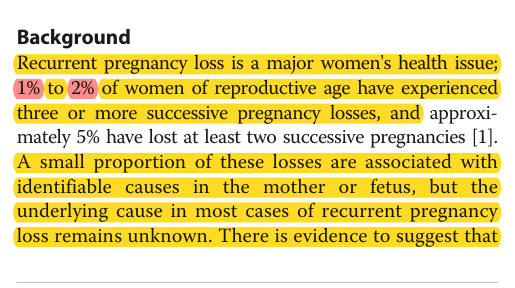 Background
Recurrent pregnancy loss is a major women's health issue;
1% to 2% of women of reproductive age have experienced
three or more successive pregnancy losses, and approxi-
mately 5% have lost at least two successive pregnancies [1].
A small proportion of these losses are associated with
identifiable causes in the mother or fetus, but the
underlying cause in most cases of recurrent pregnancy
loss remains unknown. There is evidence to suggest that